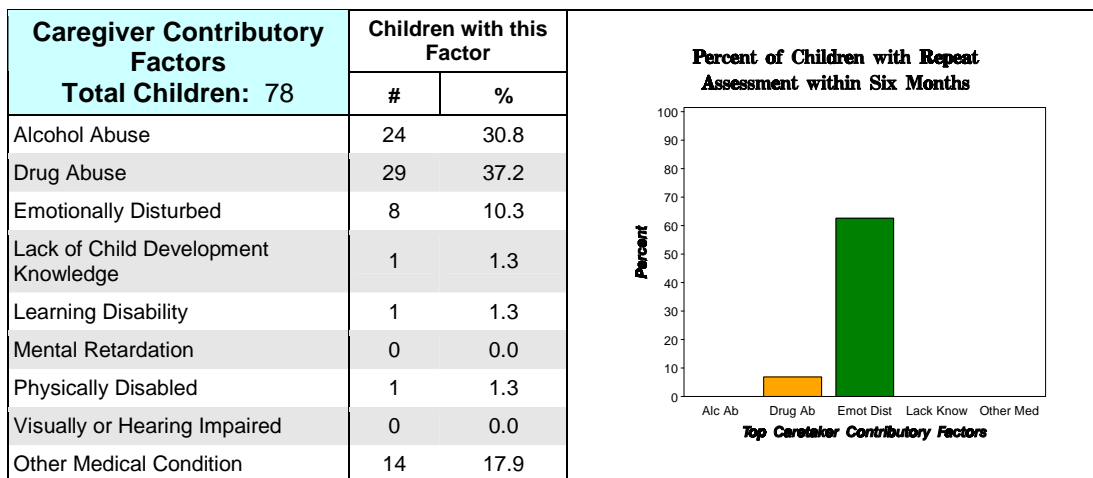 Caregiver Contributory
Factors
Total Children: 78
Children with this
Factor
# %
Alcohol Abuse 24 30.8
Drug Abuse 29 37.2
Emotionally Disturbed 8 10.3
Lack of Child Development
Knowledge 1 1.3
Learning Disability 1 1.3
Mental Retardation 0 0.0
Physically Disabled 1 1.3
Visually or Hearing Impaired 0 0.0
Other Medical Condition 14 17.9
Percent of Children with Repeat
Assessment within Six Months
100
90
80
70
60
50
40
30
20
10
0
Percent
Alc Ab Drug Ab Emot Dist Lack Know Other Med
Top Caretaker Contributory Factors